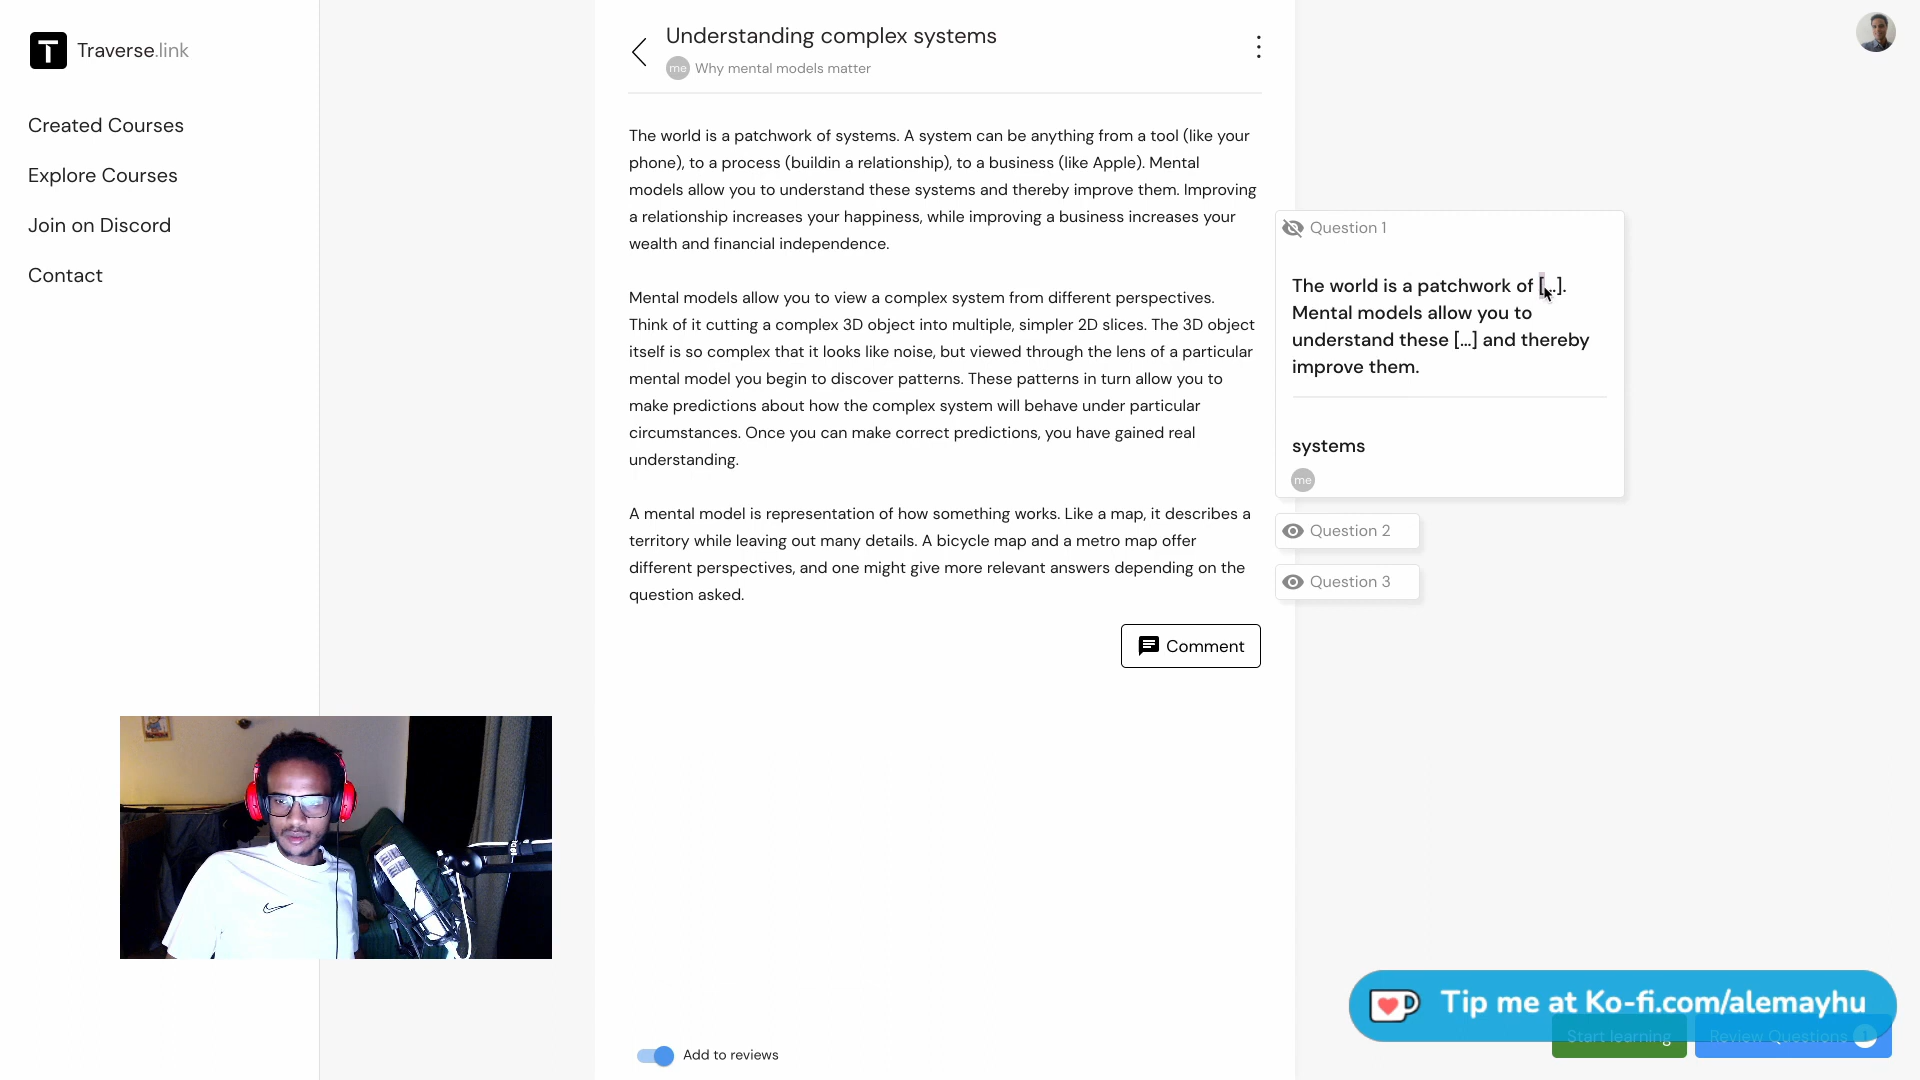 Traverse.link
Created Courses
Explore Courses
Join on Discord
Contact
Understanding complex systems
me Why mental models matter
The world is a patchwork of systems. A system can be anything from a tool (like your
phone), to a process (buildin a relationship), to a business (like Apple). Mental
models allow you to understand these systems and thereby improve them. Improving
a relationship increases your happiness, while improving a business increases your
wealth and financial independence.
Mental models allow you to view a complex system from different perspectives.
Think of it cutting a complex 3D object into multiple, simpler 2D slices. The 3D object
itself is so complex that it looks like noise, but viewed through the lens of a particular
mental model you begin to discover patterns. These patterns in turn allow you to
make predictions about how the complex system will behave under particular
circumstances. Once you can make correct predictions, you have gained real
understanding.
A mental model is representation of how something works. Like a map, it describes a
territory while leaving out many details. A bicycle map and a metro map offer
different perspectives, and one might give more relevant answers depending on the
question asked.
Comment
Add to reviews
Question 1
The world is a patchwork of [...].
Mental models allow you to
understand these [...] and thereby
improve them.
systems
me
Question 2
Question 3
Tip me at Ko-fi.com/alemayhu
Start learning
Review Questions